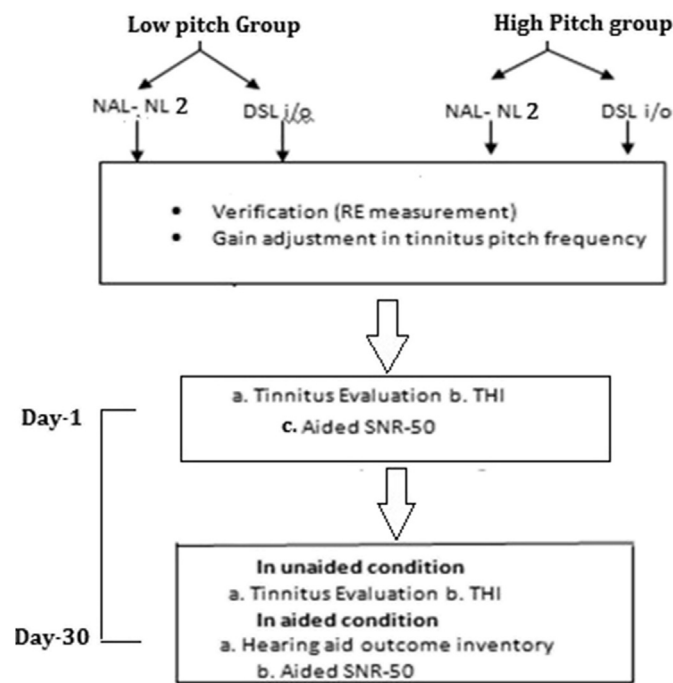 Low pitch Group
High Pitch group
NAL- NL 2
DSL i/o
NAL- NL 2
DSL i/o
• Verification (RE measurement)
• Gain adjustment in tinnitus pitch frequency
Day-1
a. Tinnitus Evaluation b. THI
c. Aided SNR-50
Day-30
In unaided condition
a. Tinnitus Evaluation b. THI
In aided condition
a. Hearing aid outcome inventory
b. Aided SNR-50